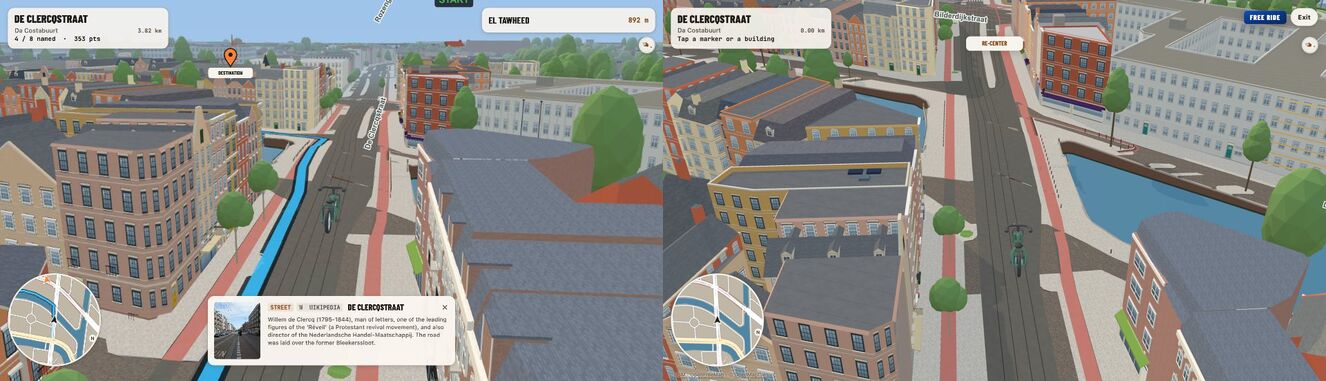 DE CLERCQSTRAAT
Da Costabuurt 3.82 km
4 / 8 named · 353 pts
START
EL TAWHEED 892 m
DESTINATION
De Clercqstraat
STREET W WIKIPEDIA DE CLERCQSTRAAT ×
Willem de Clercq (1795-1844), man of letters, one of the leading
figures of the 'Réveil' (a Protestant revival movement), and also
director of the Nederlandsche Handel-Maatschappij. The road
was laid over the former Bleekerssloot.
N
DE CLERCQSTRAAT
Da Costabuurt 0.00 km
Tap a marker or a building
Bilderdijkstraat
RE-CENTER
FREE RIDE Exit
N